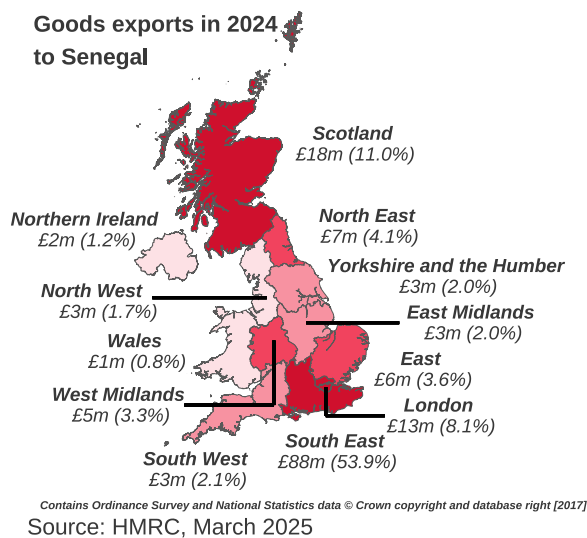 Goods exports in 2024
to Senegal
Scotland
£18m (11.0%)
Northern Ireland
£2m (1.2%)
North East
£7m (4.1%)
Yorkshire and the Humber
£3m (2.0%)
North West
£3m (1.7%)
East Midlands
£3m (2.0%)
Wales
£1m (0.8%)
East
£6m (3.6%)
West Midlands
£5m (3.3%)
London
£13m (8.1%)
South East
£88m (53.9%)
South West
£3m (2.1%)
Contains Ordinance Survey and National Statistics data © Crown copyright and database right [2017]
Source: HMRC, March 2025